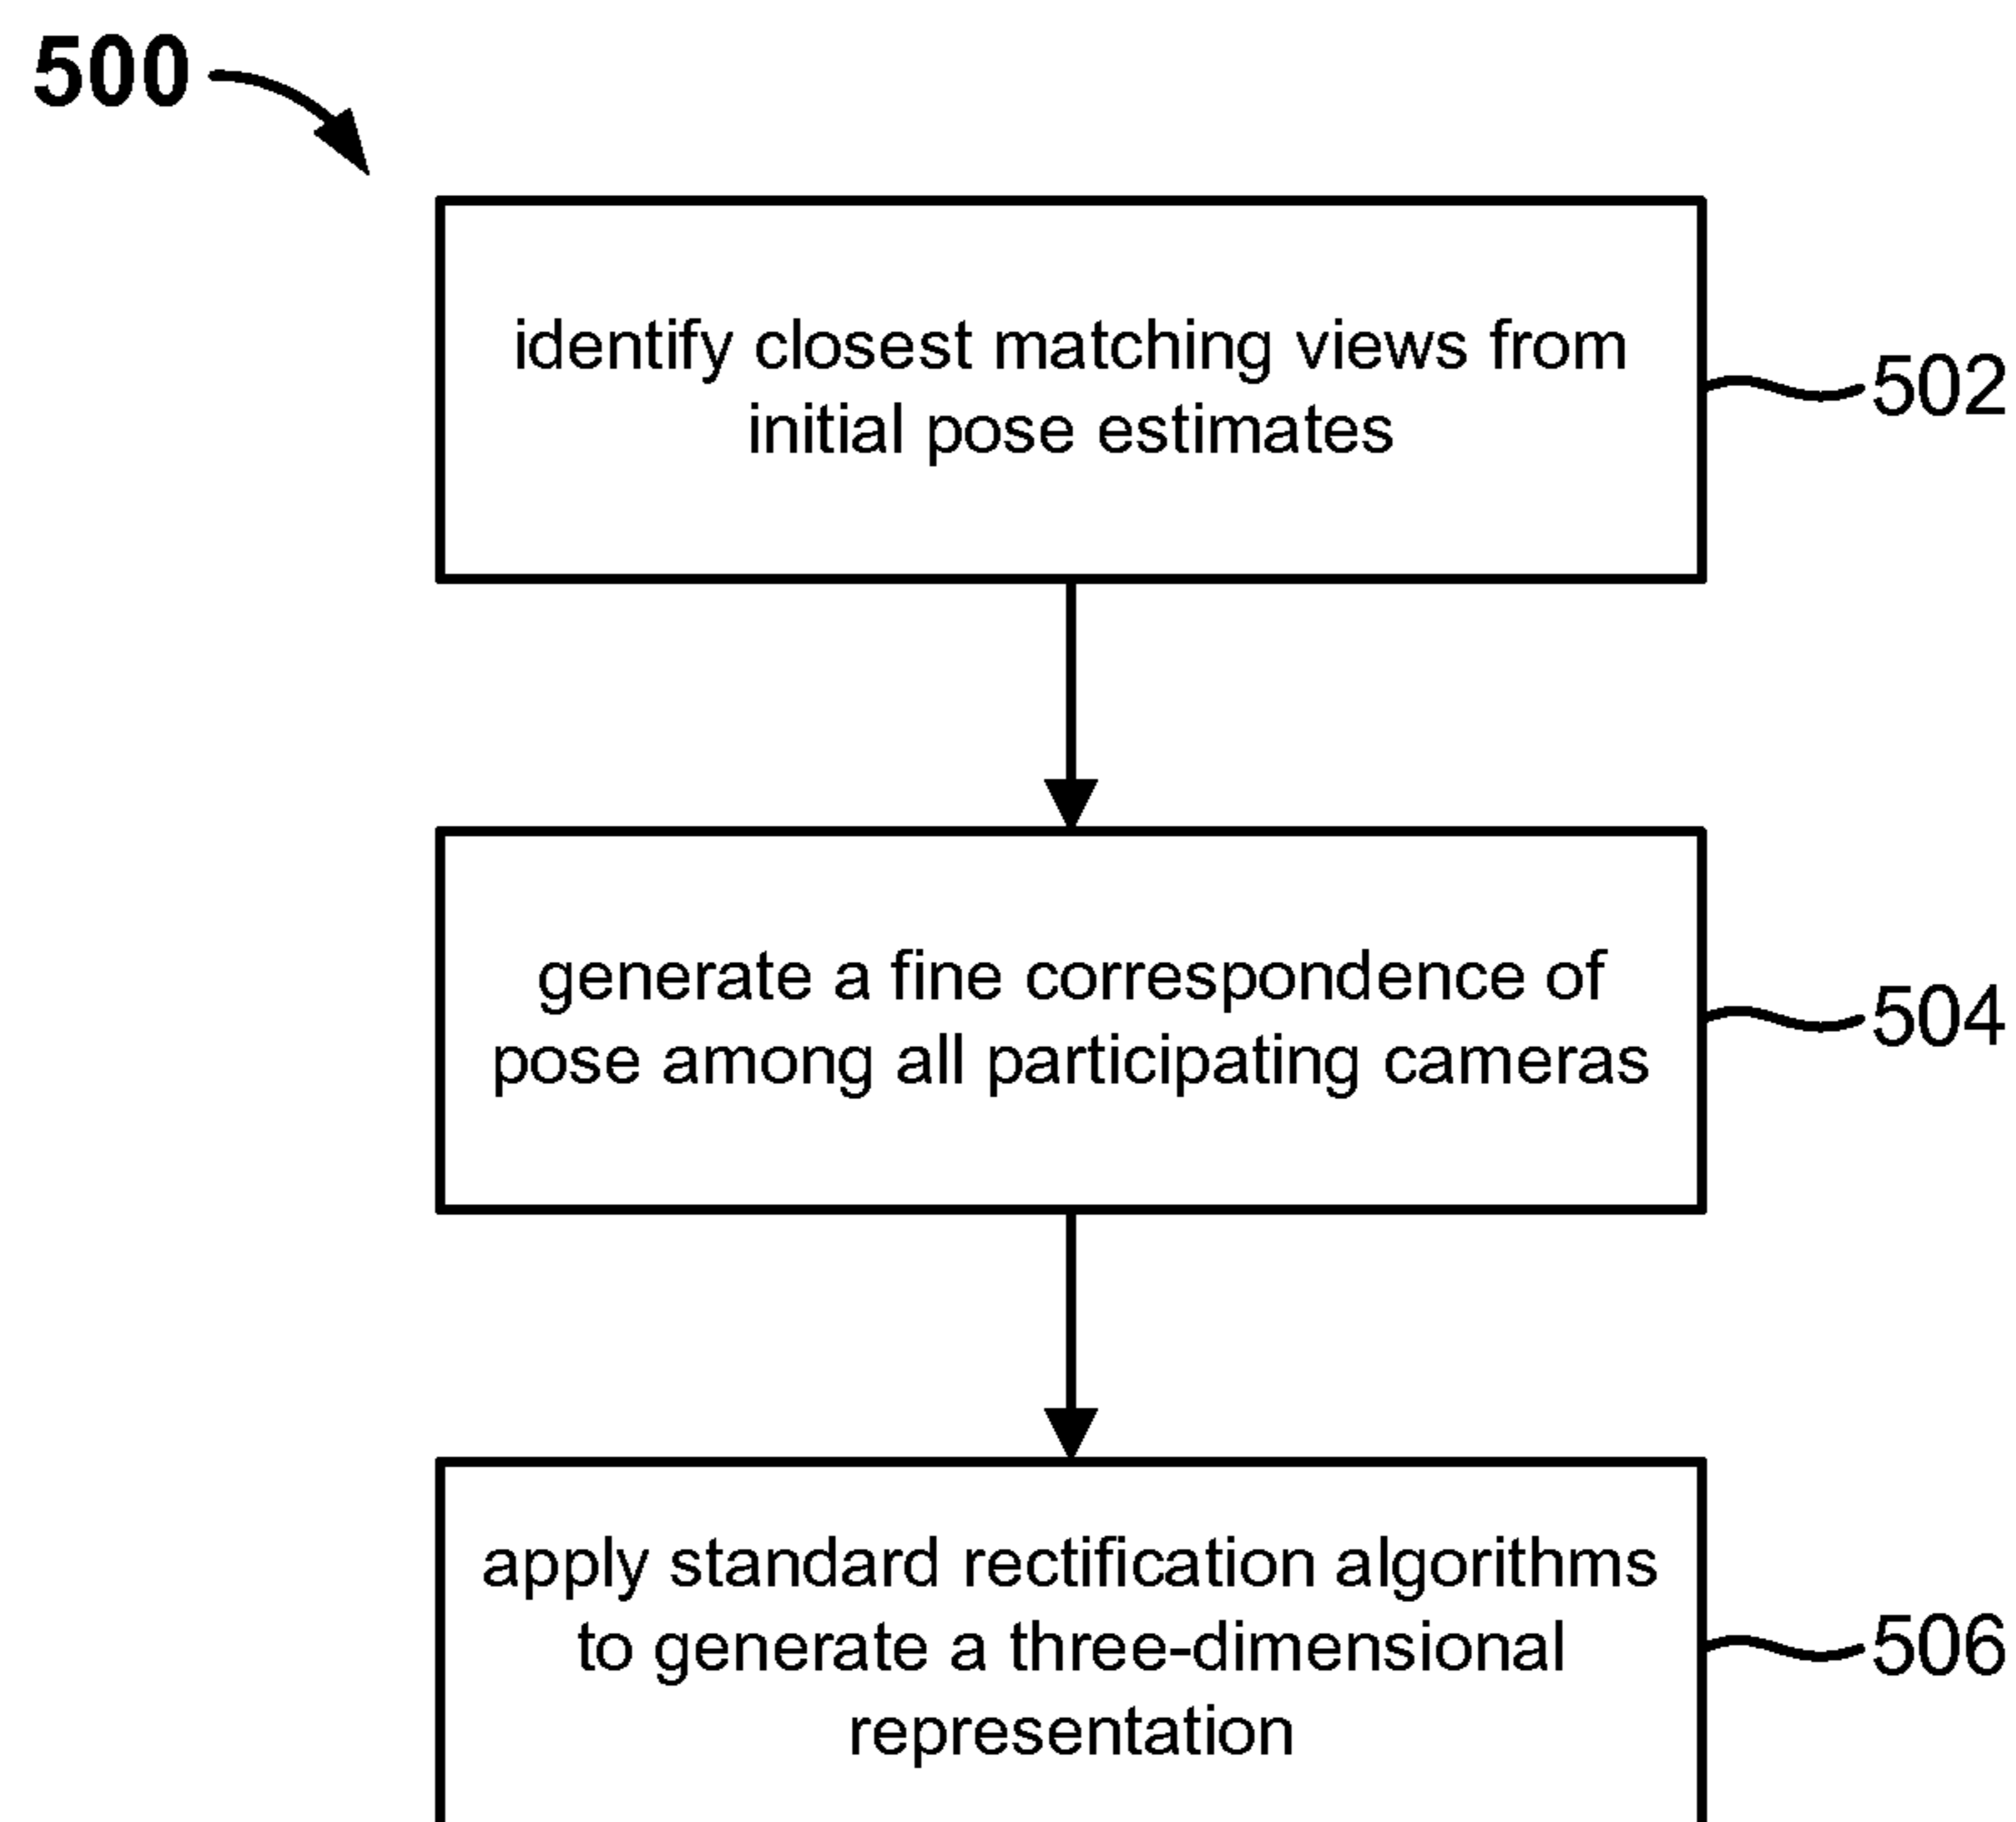 500
identify closest matching views from
initial pose estimates
502
generate a fine correspondence of
pose among all participating cameras
504
apply standard rectification algorithms
to generate a three-dimensional
representation
506